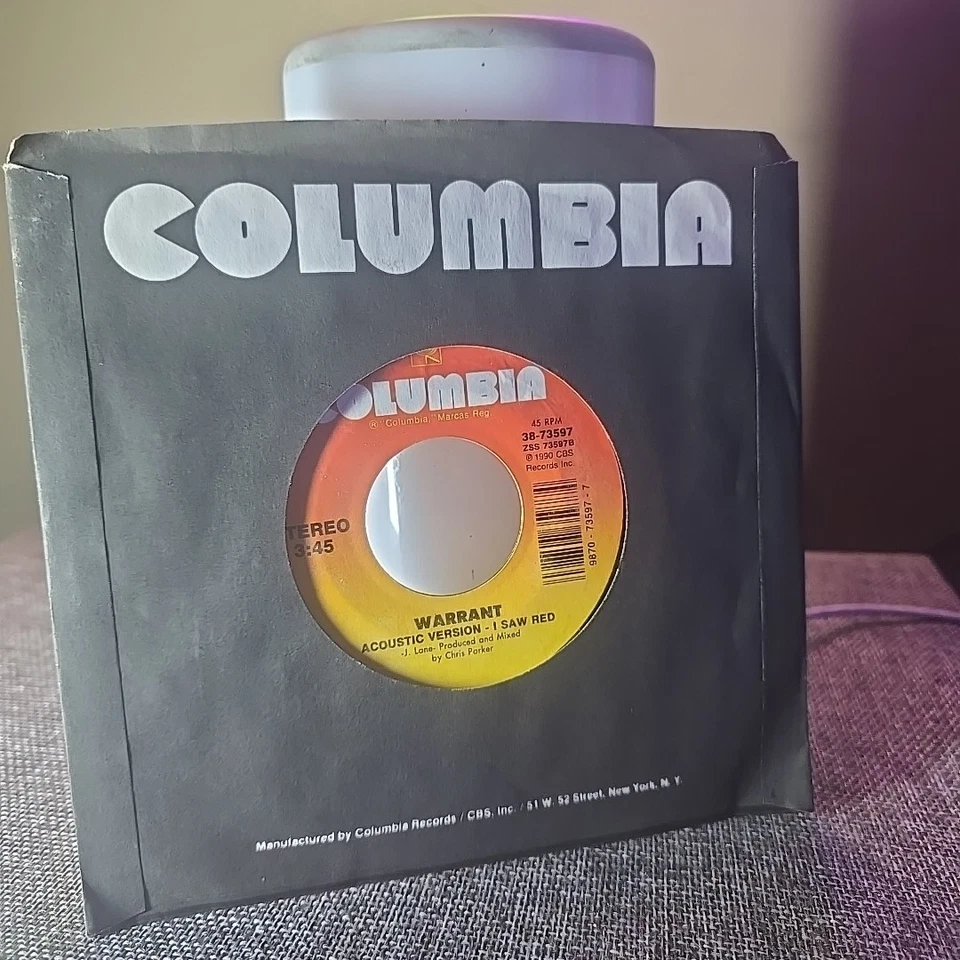 COLUMBIA
OLUMBIA
® "Columbia," Marcas Reg.
45 RPM
38-73597
ZSS 73597B
℗ 1990 CBS
Records Inc.
TEREO
3:45
9870 - 73597 - 7
WARRANT
ACOUSTIC VERSION - I SAW RED
-J. Lane- Produced and Mixed
by Chris Parker
Manufactured by Columbia Records / CBS, Inc. / 51 W. 52 Street, New York, N. Y.